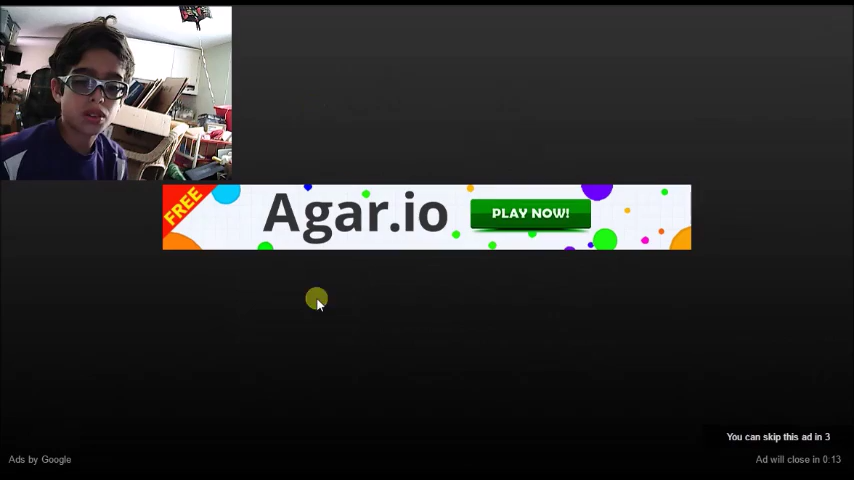 FREE
Agar.io
PLAY NOW!
You can skip this ad in 3
Ads by Google
Ad will close in 0:13